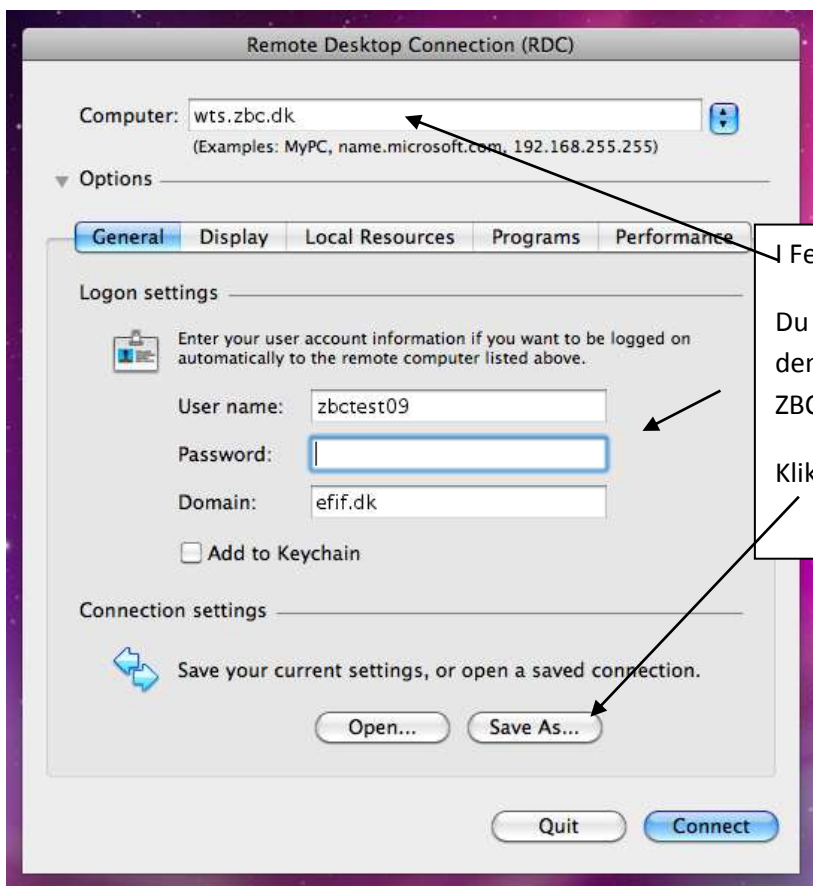 Remote Desktop Connection (RDC)
Computer: wts.zbc.dk
(Examples: MyPC, name.microsoft.com, 192.168.255.255)
Options
General Display Local Resources Programs Performance
Logon settings
Enter your user account information if you want to be logged on
automatically to the remote computer listed above.
User name: zbctest09
Password:
Domain: efif.dk
Add to Keychain
Connection settings
Save your current settings, or open a saved connection.
Open... Save As...
Quit Connect
I
Du